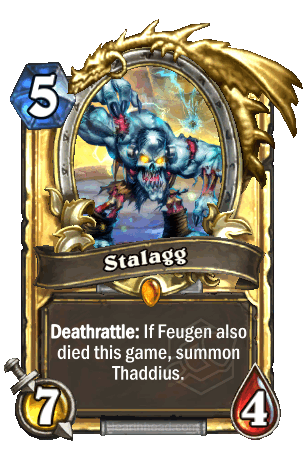 5
Stalagg
Deathrattle: If Feugen also
died this game, summon
Thaddius.
7
4